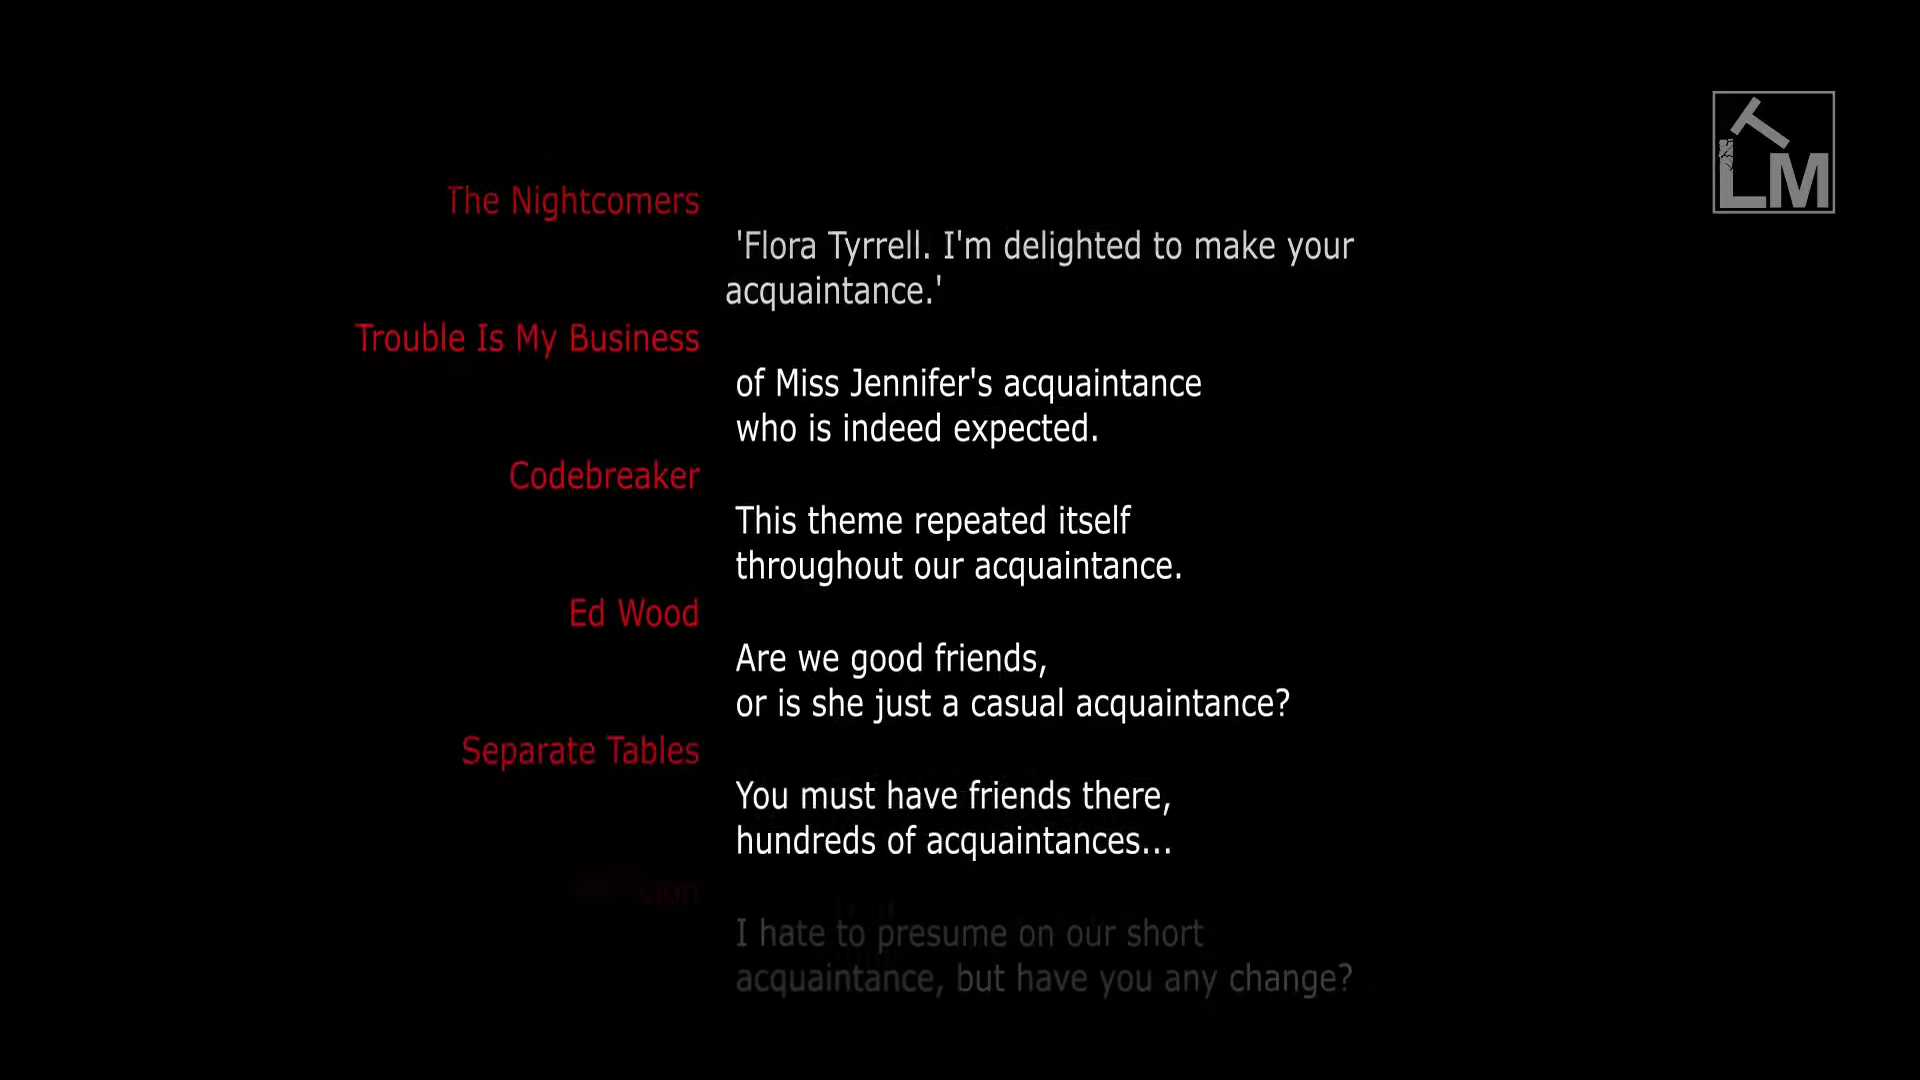 The Nightcomers
'Flora Tyrrell. I'm delighted to make your
acquaintance.'
Trouble Is My Business
of Miss Jennifer's acquaintance
who is indeed expected.
Codebreaker
This theme repeated itself
throughout our acquaintance.
Ed Wood
Are we good friends,
or is she just a casual acquaintance?
Separate Tables
You must have friends there,
hundreds of acquaintances...
I hate to presume on our short
acquaintance, but have you any change?
LTM